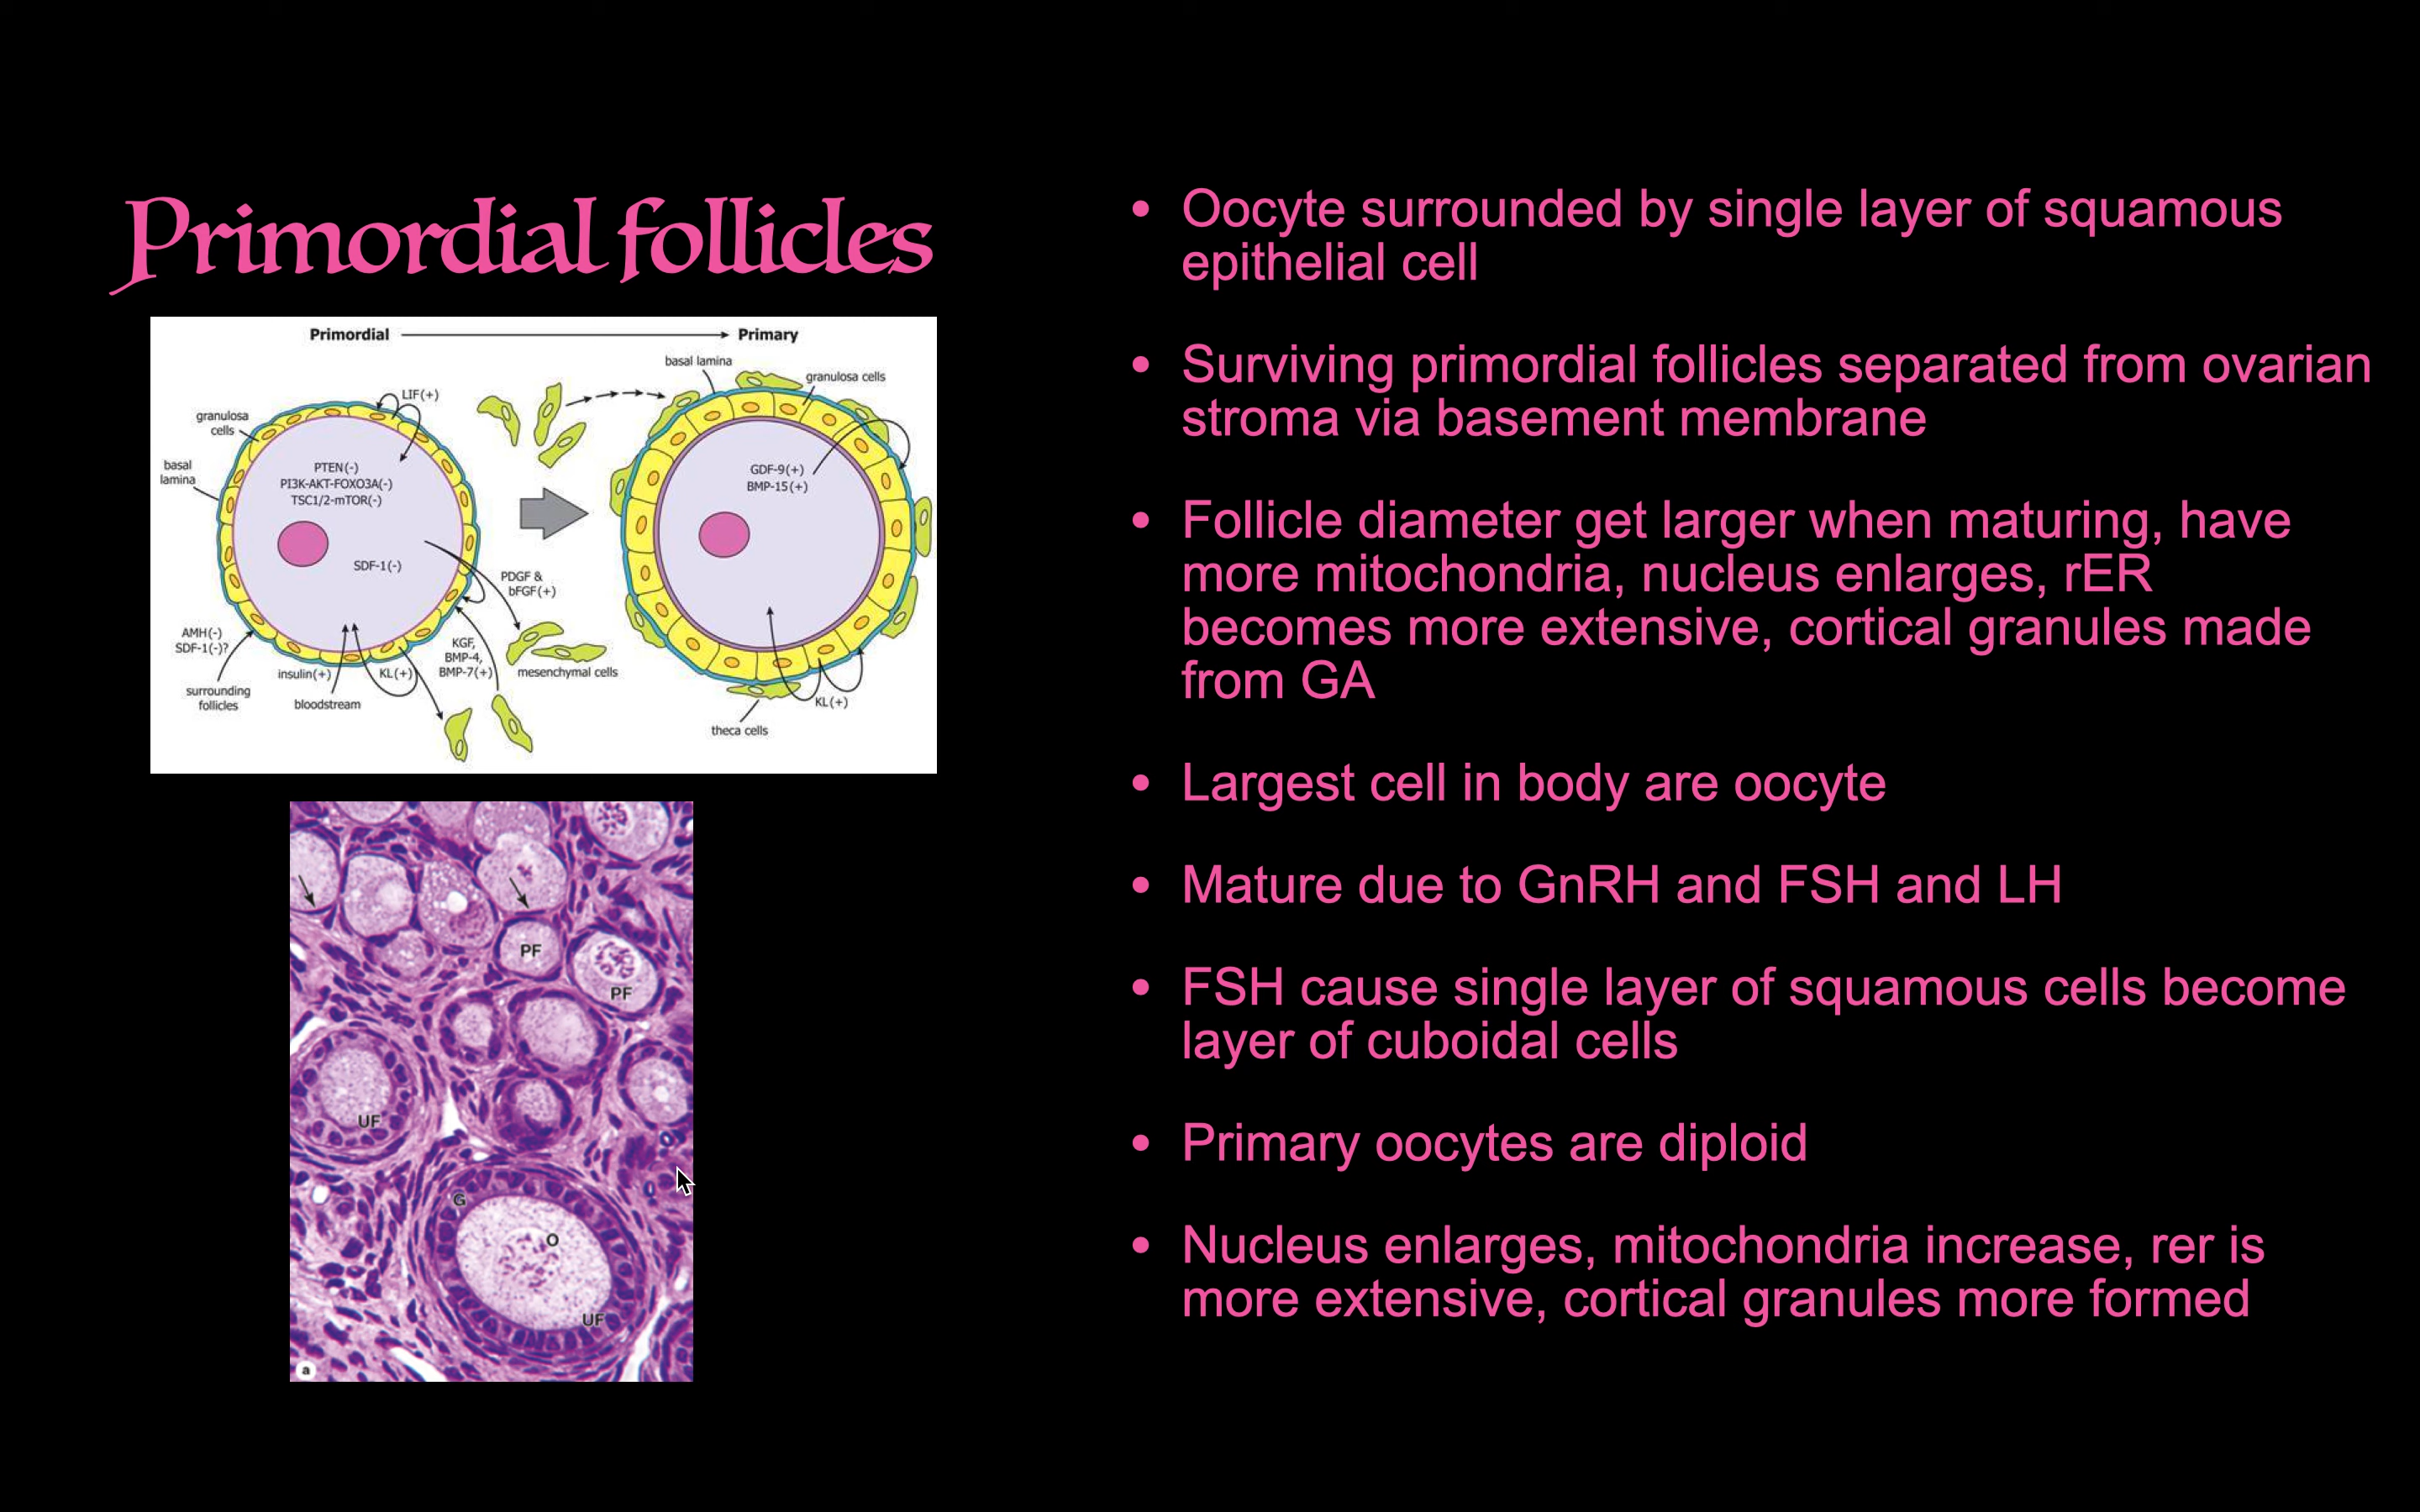 Primordial follicles
Primordial
Primary
basal lamina
granulosa cells
LIF(+)
granulosa
cells
basal
lamina
PTEN(-)
PI3K-AKT-FOXO3A(-)
TSC1/2-mTOR(-)
SDF-1(-)
GDF-9(+)
BMP-15(+)
PDGF &
bFGF(+)
AMH(-)
SDF-1(-)?
surrounding
follicles
insulin(+)
bloodstream
KL(+)
KGF,
BMP-4,
BMP-7(+)
mesenchymal cells
KL(+)
theca cells
PF
PF
UF
G
O
UF
a
• Oocyte surrounded by single layer of squamous
epithelial cell
• Surviving primordial follicles separated from ovarian
stroma via basement membrane
• Follicle diameter get larger when maturing, have
more mitochondria, nucleus enlarges, rER
becomes more extensive, cortical granules made
from GA
• Largest cell in body are oocyte
• Mature due to GnRH and FSH and LH
• FSH cause single layer of squamous cells become
layer of cuboidal cells
• Primary oocytes are diploid
• Nucleus enlarges, mitochondria increase, rer is
more extensive, cortical granules more formed